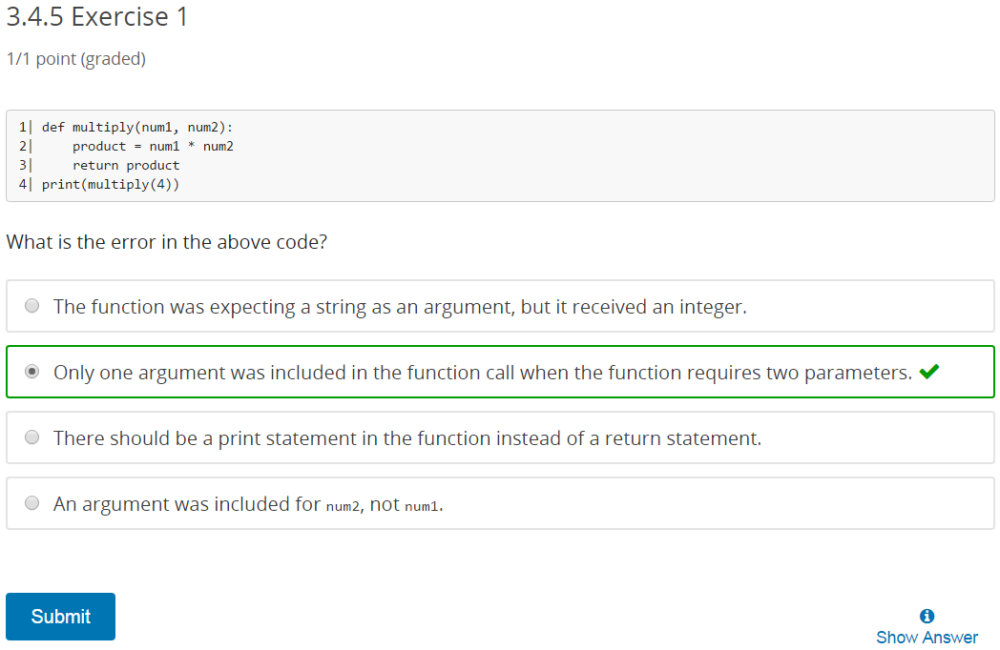 3.4.5 Exercise 1
1/1 point (graded)
1| def multiply(num1, num2):
2|     product = num1 * num2
3|     return product
4| print(multiply(4))
What is the error in the above code?
The function was expecting a string as an argument, but it received an integer.
Only one argument was included in the function call when the function requires two parameters.
There should be a print statement in the function instead of a return statement.
An argument was included for num2, not num1.
Submit
Show Answer